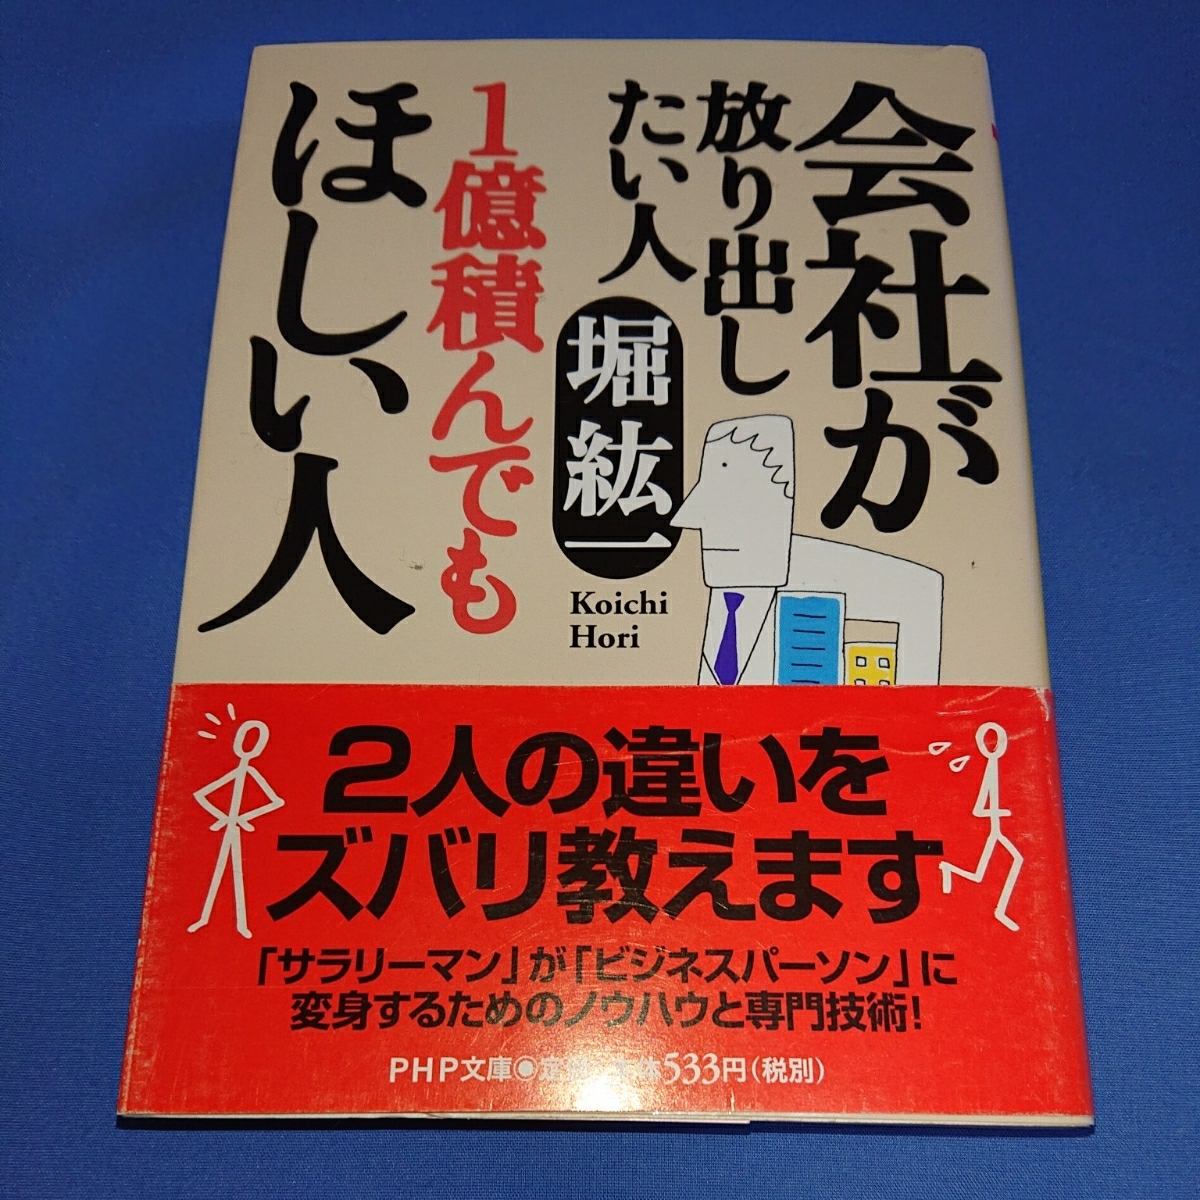 会社が
放り出し
たい人
1億積んでも
ほしい人
堀紘一
Koichi
Hori
2人の違いを
ズバリ教えます
「サラリーマン」が「ビジネスパーソン」に
変身するためのノウハウと専門技術!
PHP文庫●定価 本体533円(税別)